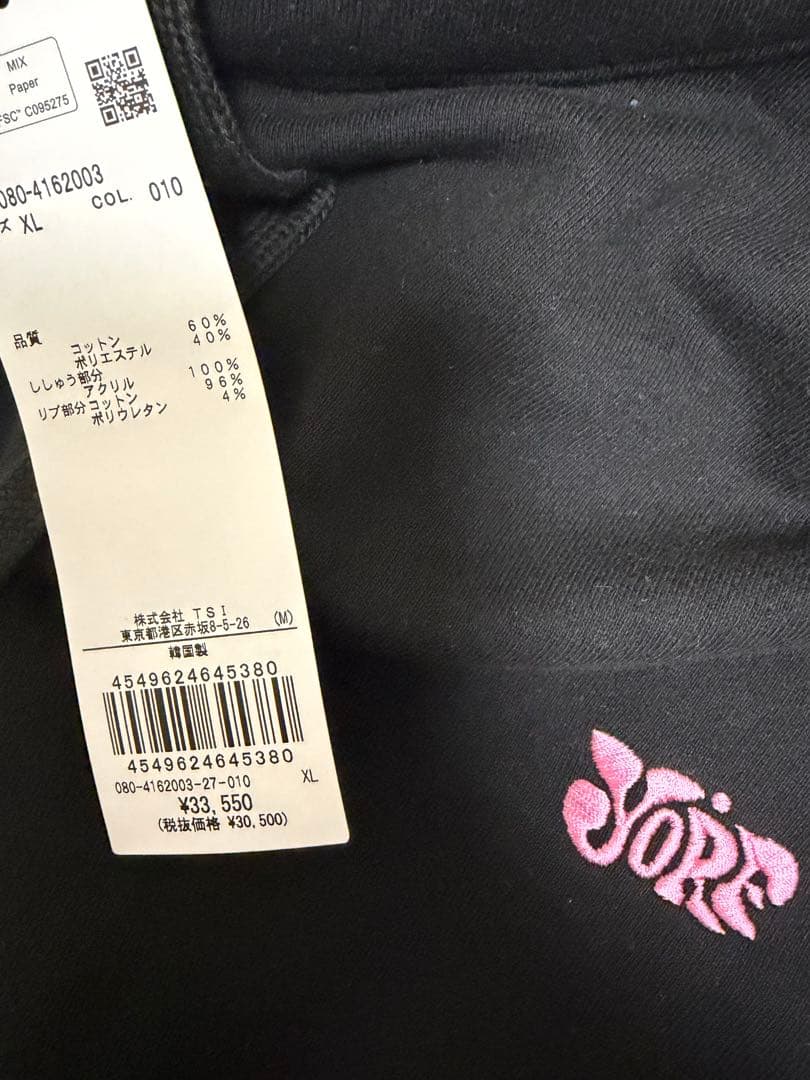 MIX
Paper
FSC™ C095275
080-4162003
COL. 010
ズ XL
品質 コットン 60%
ポリエステル 40%
ししゅう部分
アクリル 100%
リブ部分コットン 96%
ポリウレタン 4%
株式会社 TSI
東京都港区赤坂8-5-26 (M)
韓国製
4549624645380
4549624645380
080-4162003-27-010 XL
¥33,550
(税抜価格 ¥30,500)